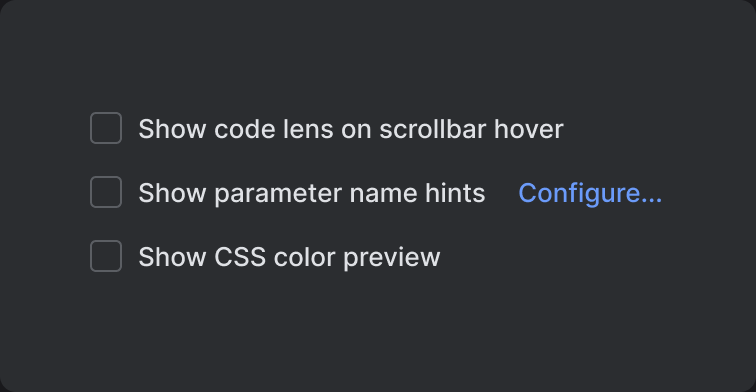 Show code lens on scrollbar hover
Show parameter name hints Configure...
Show CSS color preview